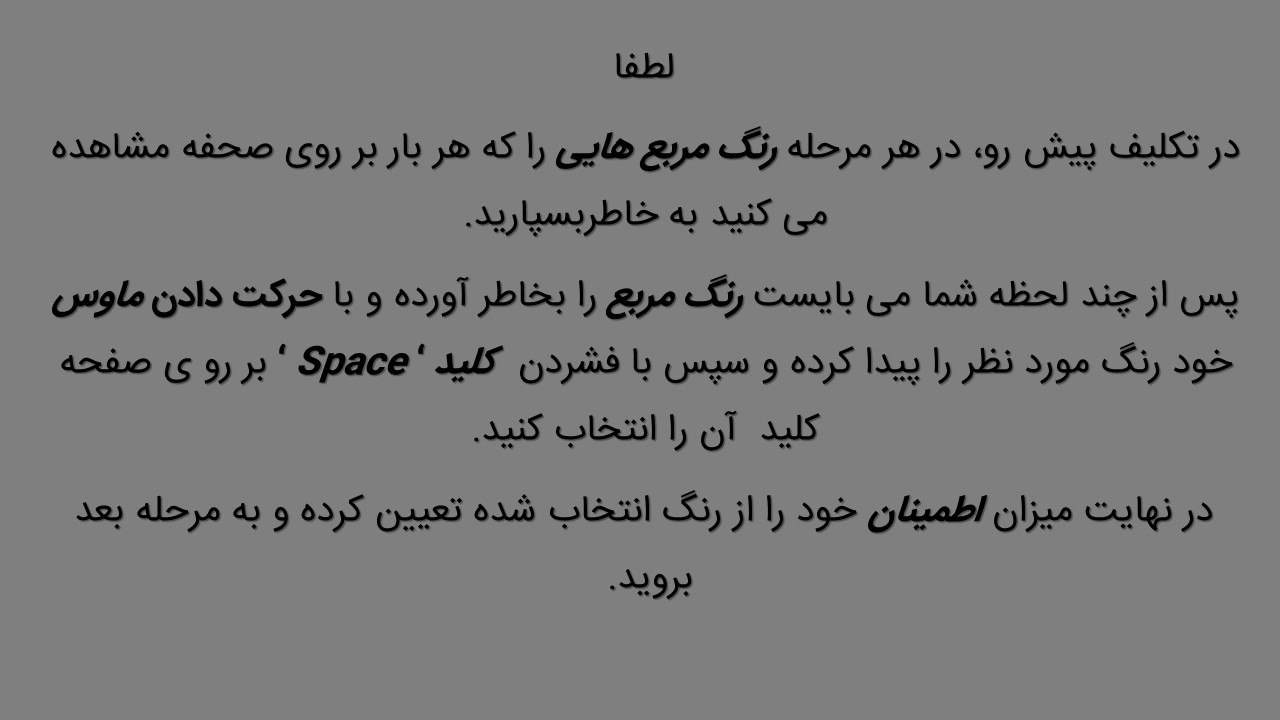 لطفا
در تکلیف پیش رو، در هر مرحله رنگ مربع هایی را که هر بار بر روی صحفه مشاهده
می کنید به خاطربسپارید.
پس از چند لحظه شما می بایست رنگ مربع را بخاطر آورده و با حرکت دادن ماوس
خود رنگ مورد نظر را پیدا کرده و سپس با فشردن کلید ‘ Space ‘ بر رو ی صفحه
کلید آن را انتخاب کنید.
در نهایت میزان اطمینان خود را از رنگ انتخاب شده تعیین کرده و به مرحله بعد
بروید.